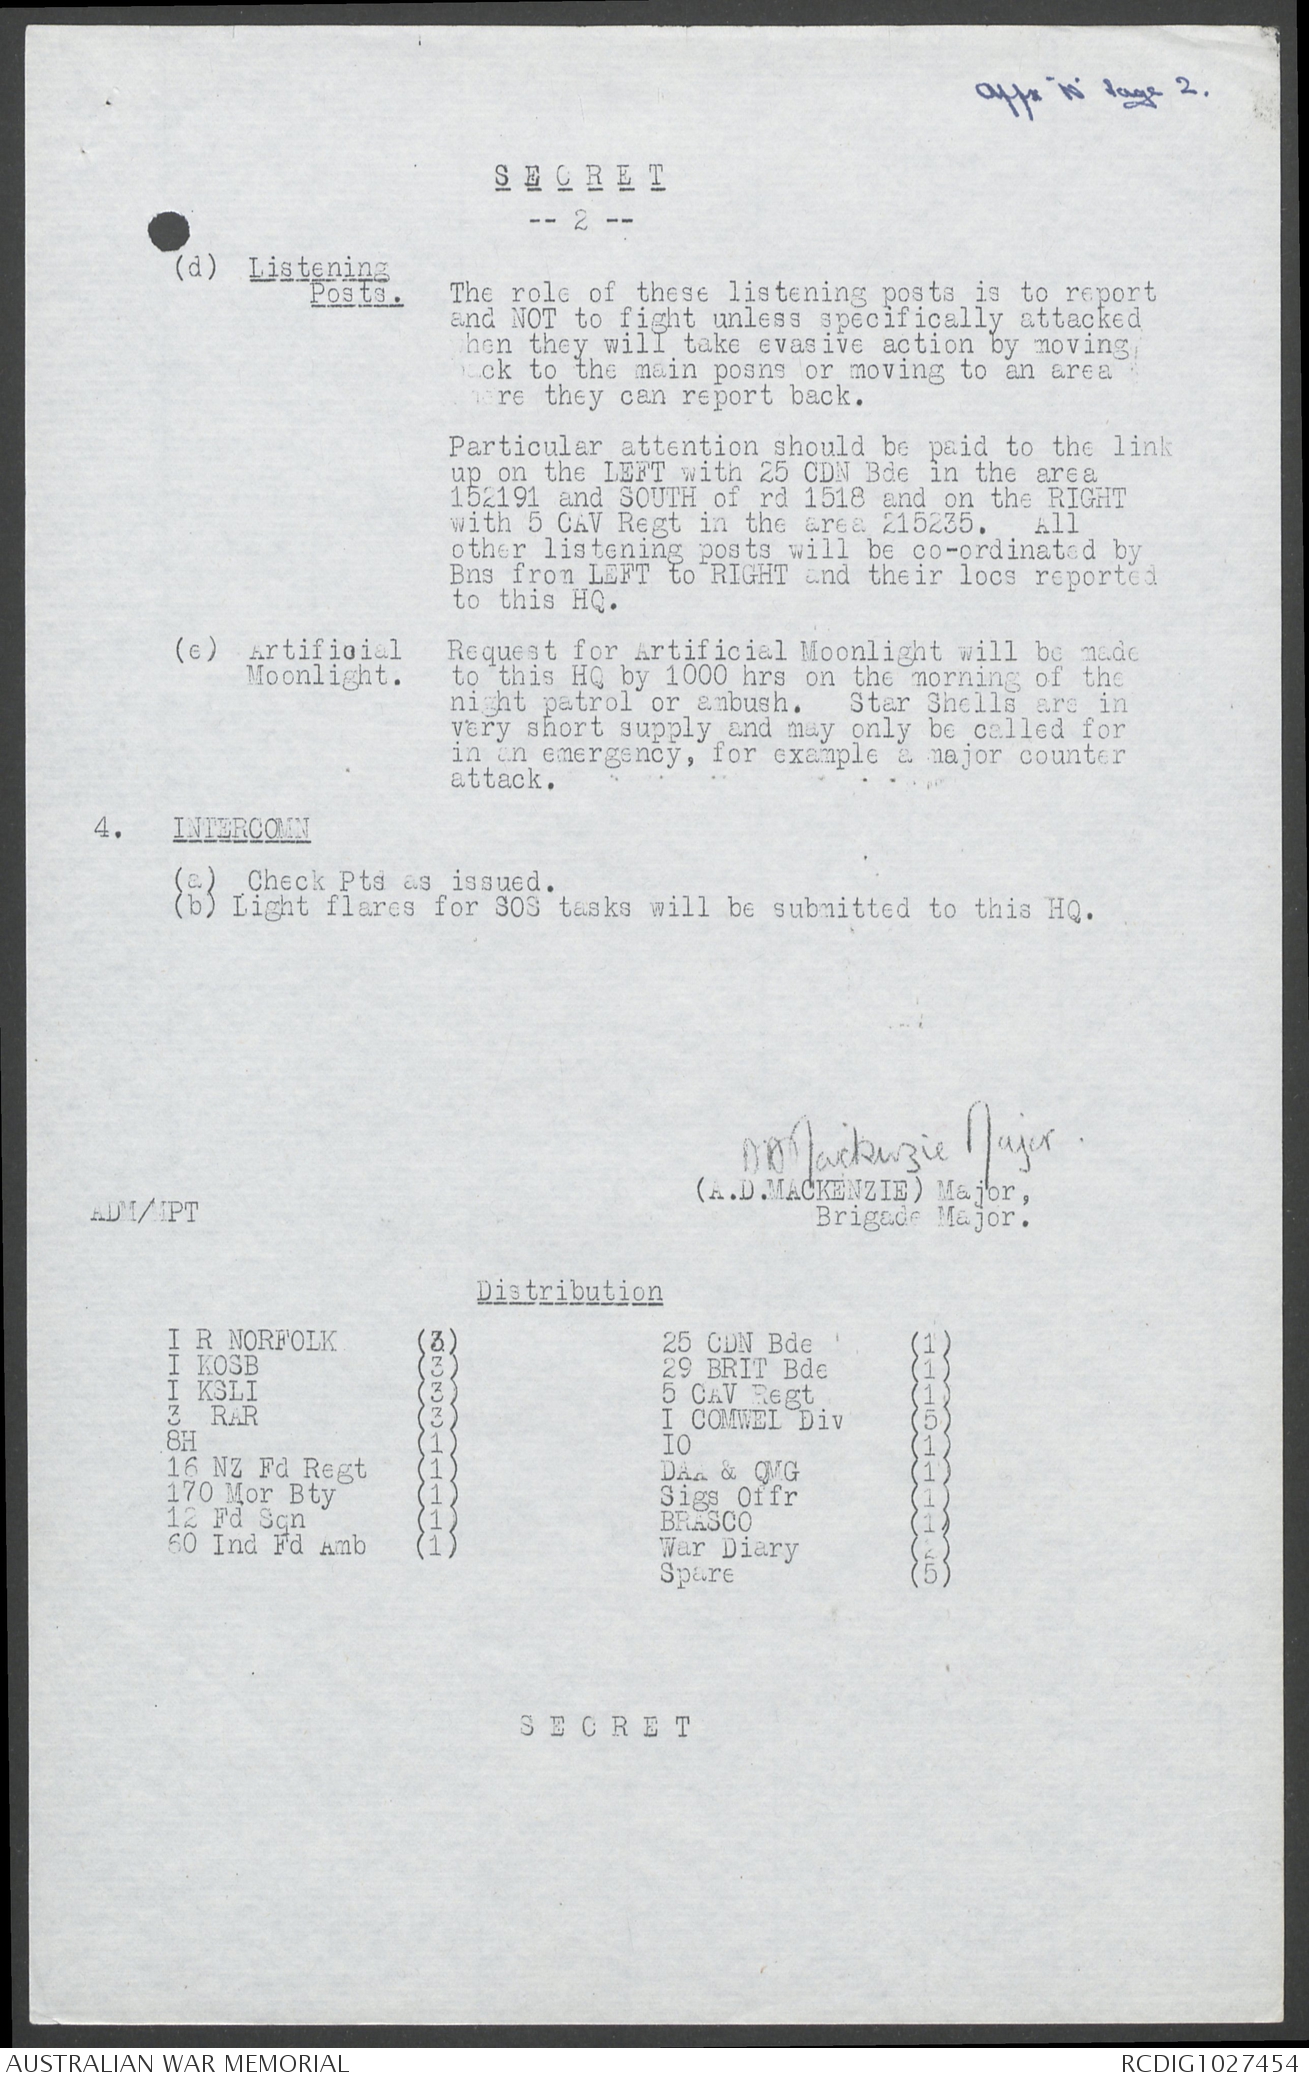 Appx "N" Page 2.
S E C R E T
-- 2 --
(d) Listening
Posts.
The role of these listening posts is to report
and NOT to fight unless specifically attacked
hen they will take evasive action by moving
ck to the main posns or moving to an area
re they can report back.
Particular attention should be paid to the link
up on the LEFT with 25 CDN Bde in the area
152191 and SOUTH of rd 1518 and on the RIGHT
with 5 CAV Regt in the area 215235. All
other listening posts will be co-ordinated by
Bns from LEFT to RIGHT and their locs reported
to this HQ.
(e) Artificial Moonlight.
Request for Artificial Moonlight will be made
to this HQ by 1000 hrs on the morning of the
night patrol or ambush. Star Shells are in
very short supply and may only be called for
in an emergency, for example a major counter
attack.
4. INTERCOMN
(a) Check Pts as issued.
(b) Light flares for SOS tasks will be submitted to this HQ.
ADMackenzie Major.
(A.D.MACKENZIE) Major,
ADM/MPT
Brigade Major.
Distribution
I R NORFOLK (3)
I KOSB (3)
I KSLI (3)
3 RAR (3)
8H (1)
16 NZ Fd Regt (1)
170 Mor Bty (1)
12 Fd Sqn (1)
60 Ind Fd Amb (1)
25 CDN Bde (1)
29 BRIT Bde (1)
5 CAV Regt (1)
I COMWEL Div (5)
IO (1)
DAA & QMG (1)
Sigs Offr (1)
BRASCO (1)
War Diary (2)
Spare (5)
S E C R E T
AUSTRALIAN WAR MEMORIAL
RCDIG1027454